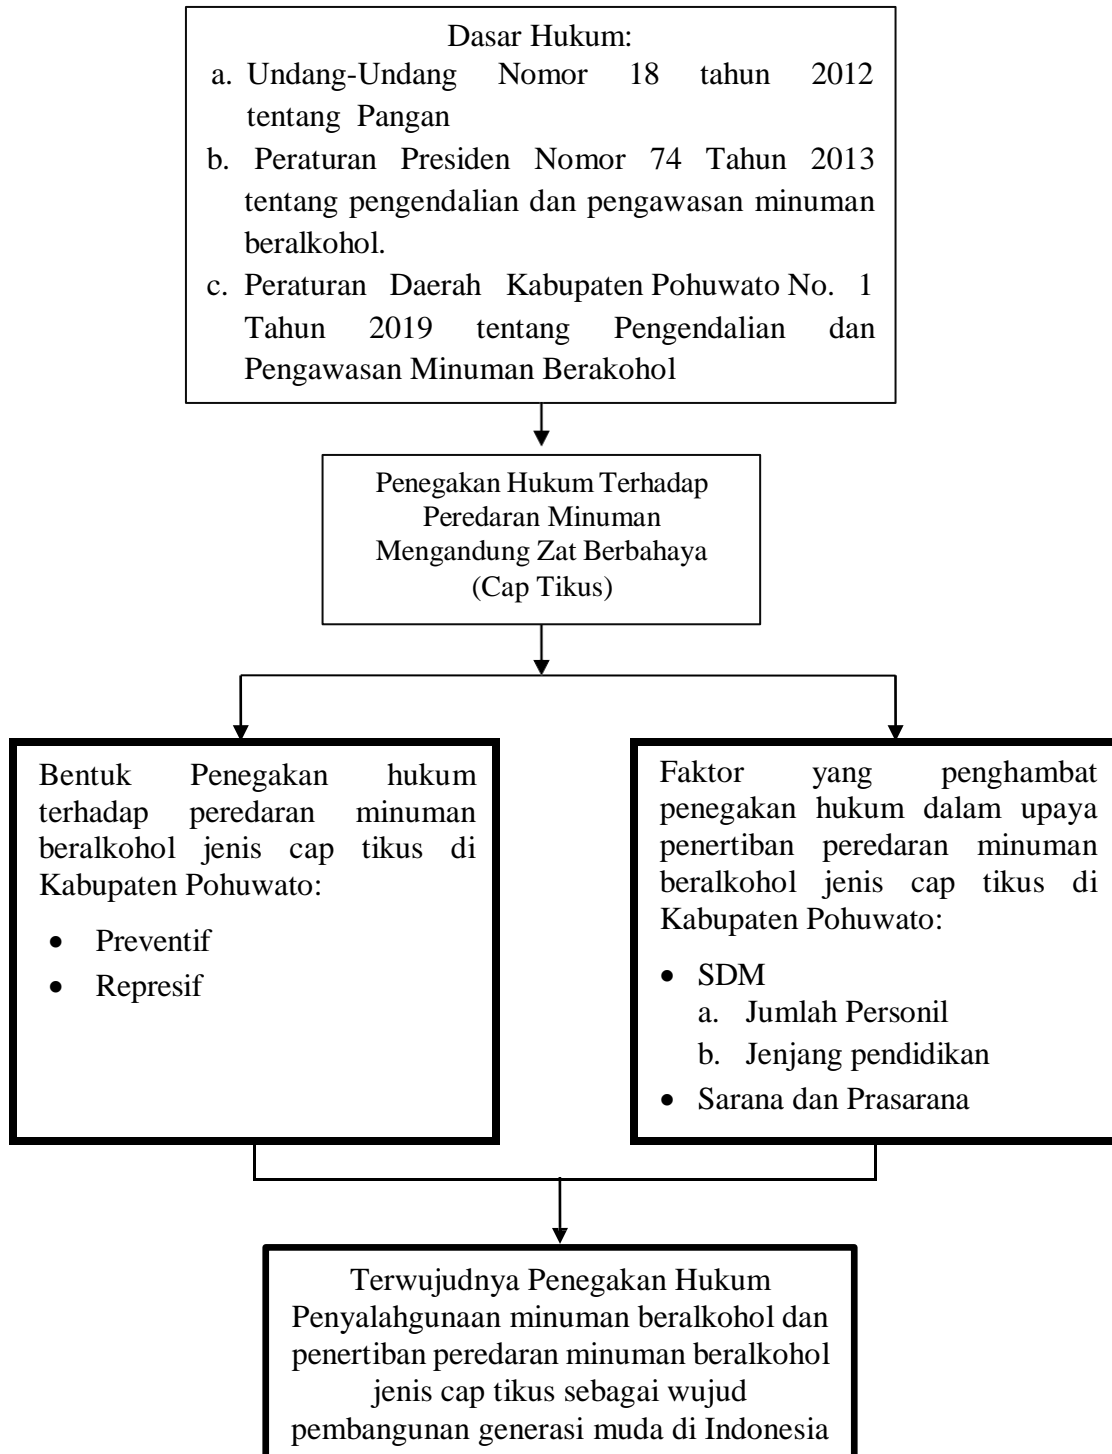 Dasar Hukum:
a. Undang-Undang Nomor 18 tahun 2012
tentang Pangan
b. Peraturan Presiden Nomor 74 Tahun 2013
tentang pengendalian dan pengawasan minuman
beralkohol.
c. Peraturan Daerah Kabupaten Pohuwato No. 1
Tahun 2019 tentang Pengendalian dan
Pengawasan Minuman Berakohol
Penegakan Hukum Terhadap
Peredaran Minuman
Mengandung Zat Berbahaya
(Cap Tikus)
Bentuk Penegakan hukum
terhadap peredaran minuman
beralkohol jenis cap tikus di
Kabupaten Pohuwato:
• Preventif
• Represif
Faktor yang penghambat
penegakan hukum dalam upaya
penertiban peredaran minuman
beralkohol jenis cap tikus di
Kabupaten Pohuwato:
• SDM
a. Jumlah Personil
b. Jenjang pendidikan
• Sarana dan Prasarana
Terwujudnya Penegakan Hukum
Penyalahgunaan minuman beralkohol dan
penertiban peredaran minuman beralkohol
jenis cap tikus sebagai wujud
pembangunan generasi muda di Indonesia